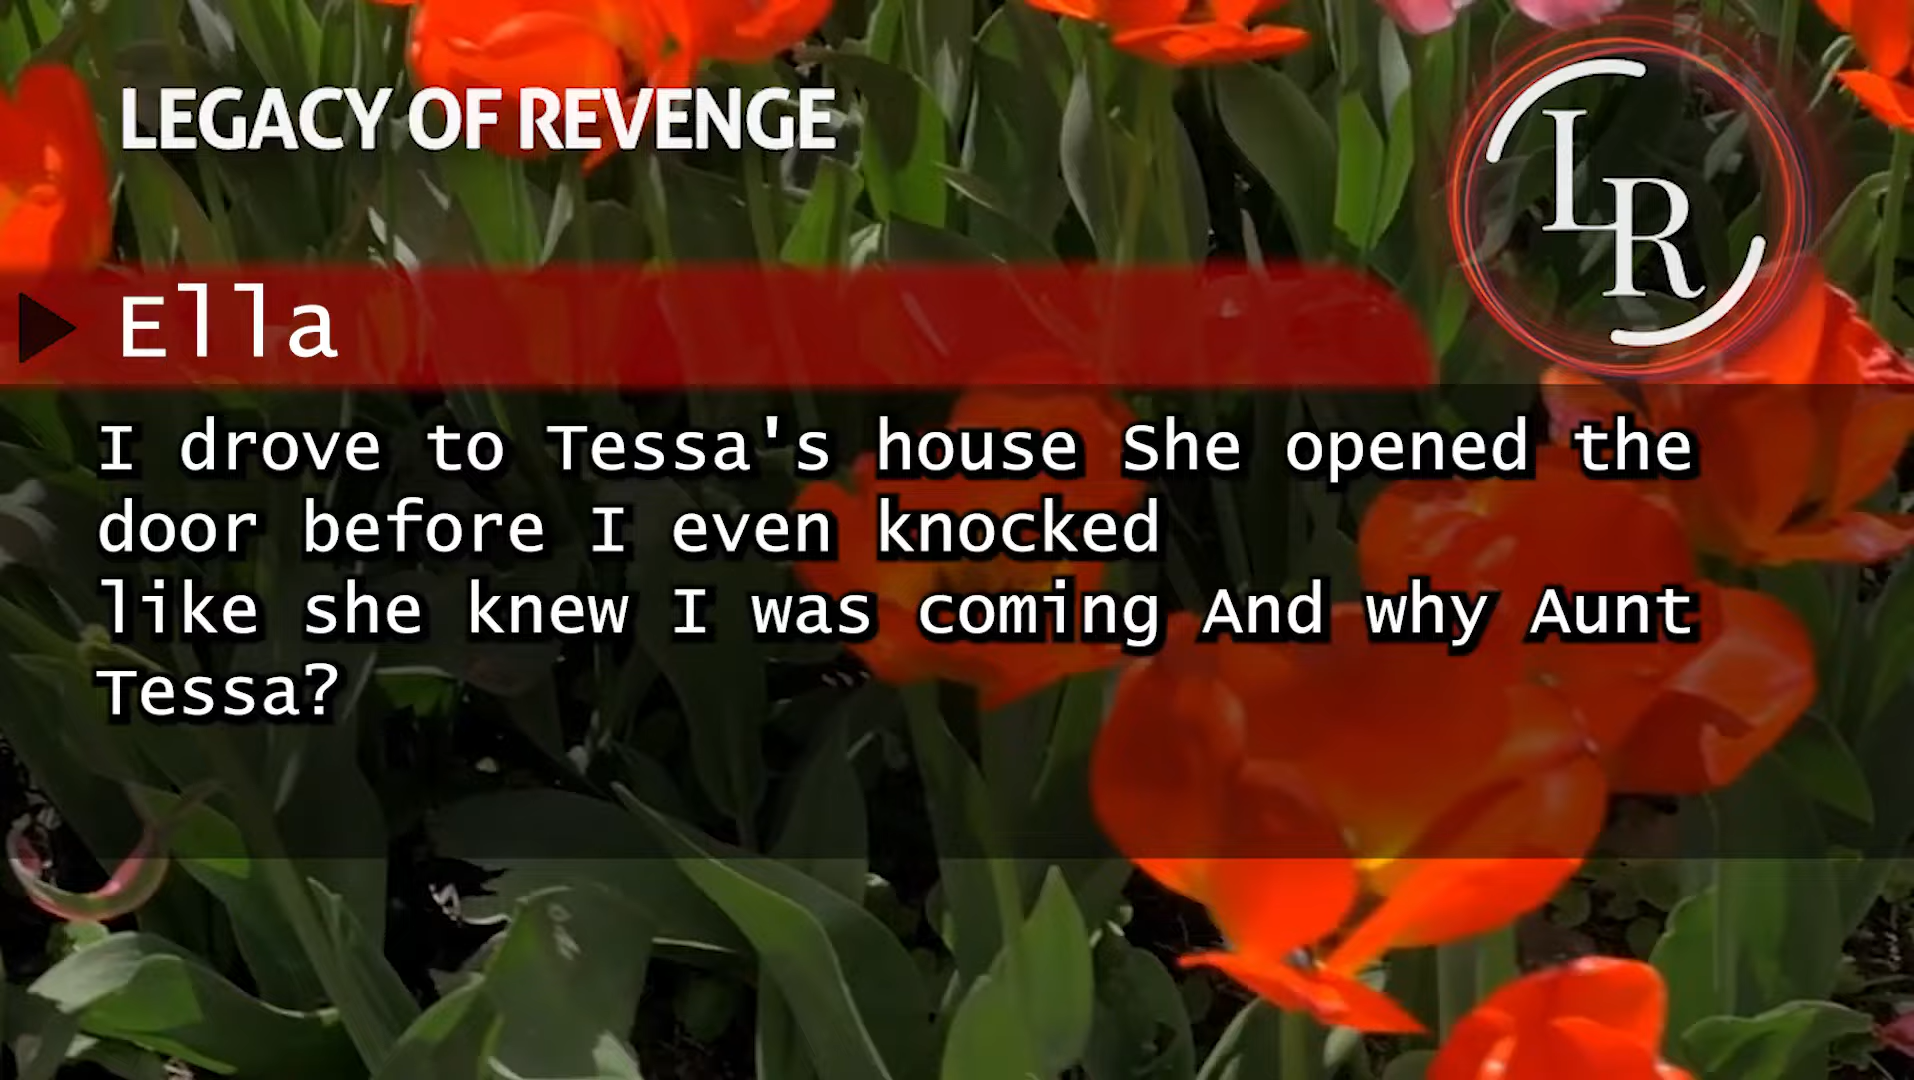 LEGACY OF REVENGE
LR
Ella
I drove to Tessa's house She opened the
door before I even knocked
like she knew I was coming And why Aunt
Tessa?